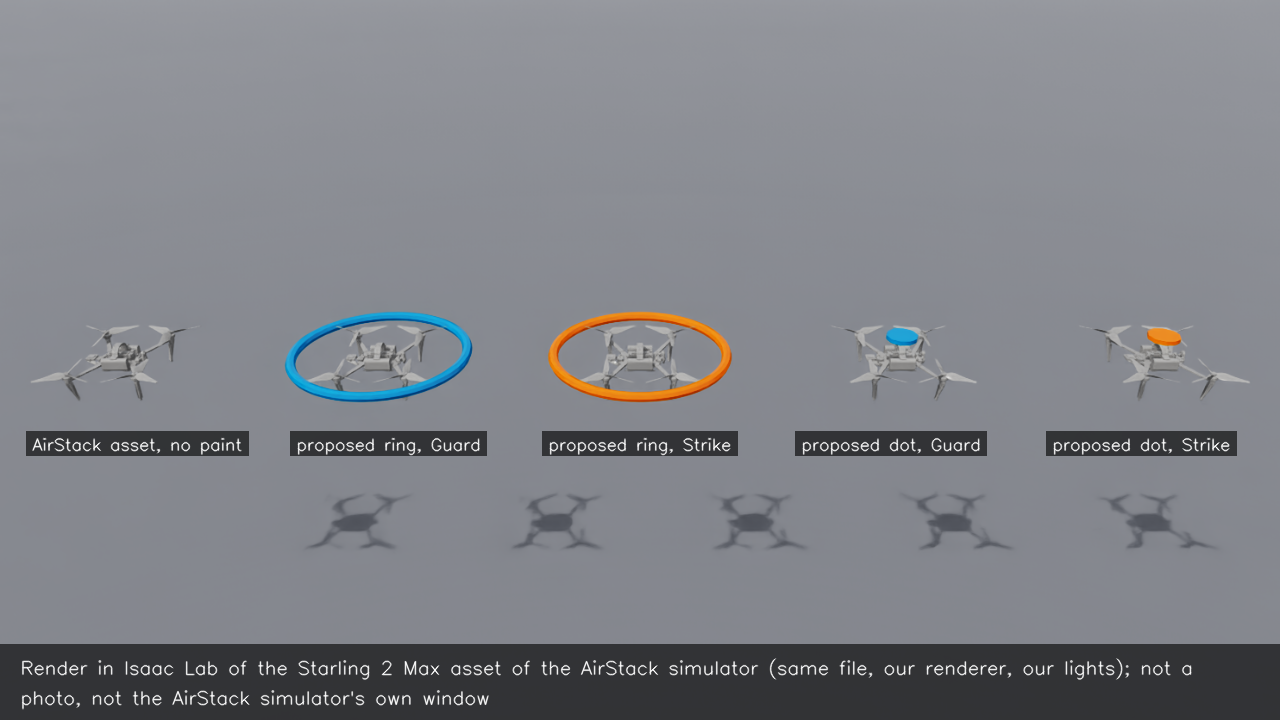 AirStack asset, no paint
proposed ring, Guard
proposed ring, Strike
proposed dot, Guard
proposed dot, Strike
Render in Isaac Lab of the Starling 2 Max asset of the AirStack simulator (same file, our renderer, our lights); not a
photo, not the AirStack simulator's own window